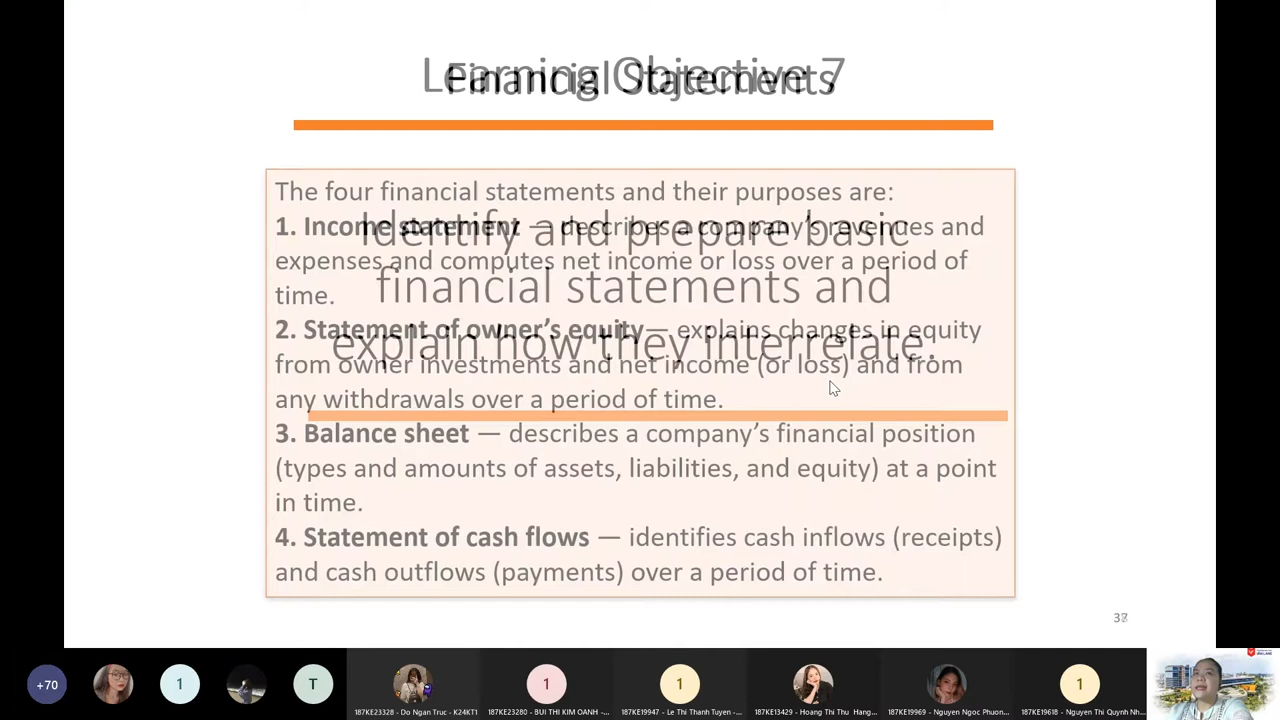 Learning Objective 7
Financial Statements
The four financial statements and their purposes are:
1. Income statement — describes a company’s revenues and
expenses and computes net income or loss over a period of
time.
2. Statement of owner’s equity— explains changes in equity
from owner investments and net income (or loss) and from
any withdrawals over a period of time.
3. Balance sheet — describes a company’s financial position
(types and amounts of assets, liabilities, and equity) at a point
in time.
4. Statement of cash flows — identifies cash inflows (receipts)
and cash outflows (payments) over a period of time.
Identify and prepare basic
financial statements and
explain how they interrelate.
+70
1
T
187KE23328 - Do Ngan Truc - K24KT1
1
187KE23280 - BUI THI KIM OANH -...
1
187KE19947 - Le Thi Thanh Tuyen -...
187KE13429 - Hoang Thi Thu Hang...
187KE19969 - Nguyen Ngoc Phuon...
1
187KE19618 - Nguyen Thi Quynh Nh...